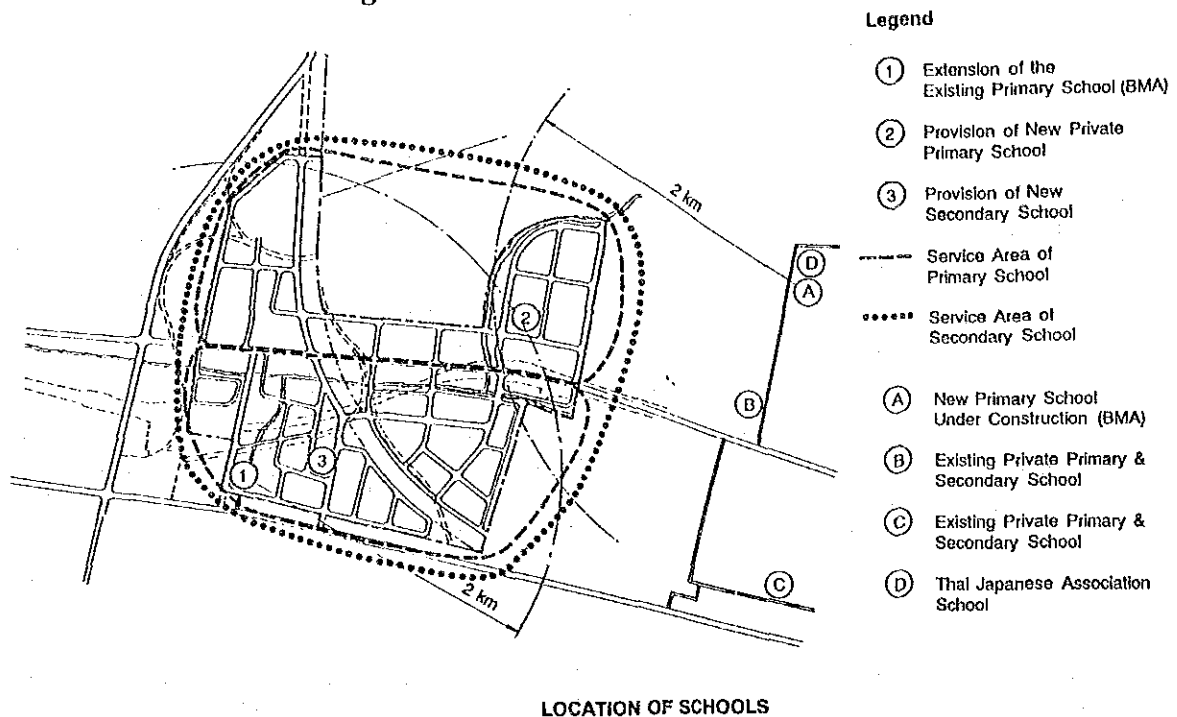 Legend
1 Extension of the
Existing Primary School (BMA)
2 Provision of New Private
Primary School
3 Provision of New
Secondary School
Service Area of
Primary School
Service Area of
Secondary School
A New Primary School
Under Construction (BMA)
B Existing Private Primary &
Secondary School
C Existing Private Primary &
Secondary School
D Thai Japanese Association
School
2 km
D
A
2
B
3
1
C
2 km
LOCATION OF SCHOOLS